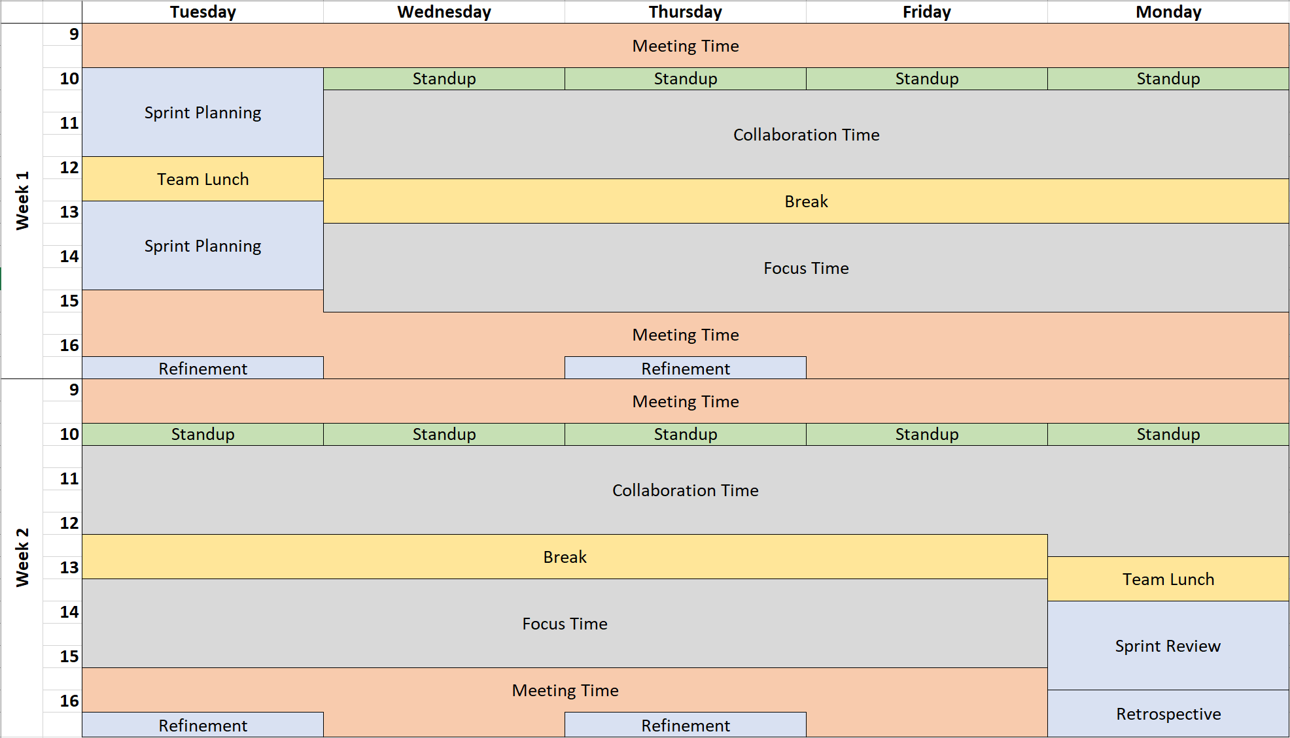 Tuesday Wednesday Thursday Friday Monday
Week 1
9
Meeting Time
10
Standup Standup Standup Standup
Sprint Planning
11
Collaboration Time
12
Team Lunch
Break
13
Sprint Planning
14
Focus Time
15
Meeting Time
16
Refinement Refinement
Week 2
9
Meeting Time
10
Standup Standup Standup Standup Standup
11
Collaboration Time
12
Break
13
Team Lunch
14
Focus Time
Sprint Review
15
Meeting Time
16
Retrospective
Refinement Refinement